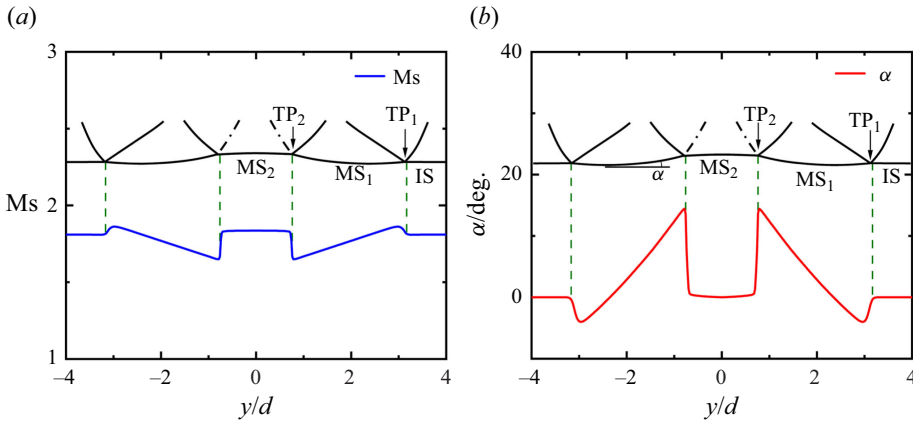 (a)
3
Ms
TP2
TP1
MS2
MS1
IS
Ms
2
1
−4
−2
0
2
4
y/d
(b)
40
α
TP2
TP1
α
MS2
MS1
IS
α/deg.
20
0
−4
−2
0
2
4
y/d